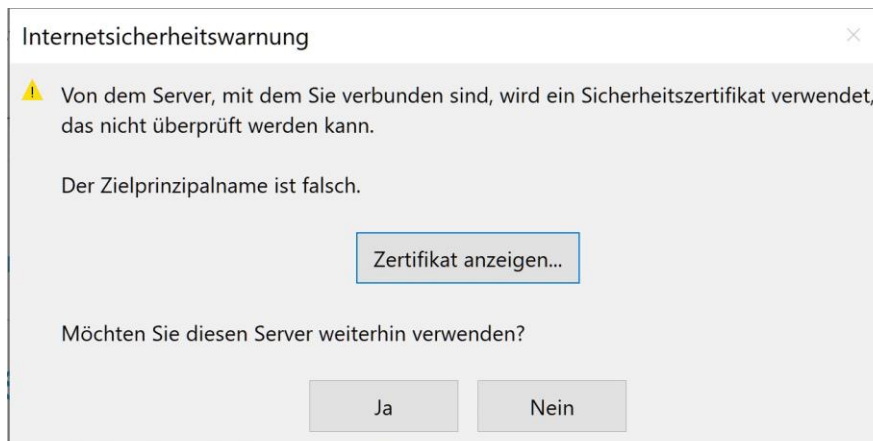 Internetsicherheitswarnung
Von dem Server, mit dem Sie verbunden sind, wird ein Sicherheitszertifikat verwendet,
das nicht überprüft werden kann.
Der Zielprinzipalname ist falsch.
Zertifikat anzeigen...
Möchten Sie diesen Server weiterhin verwenden?
Ja Nein